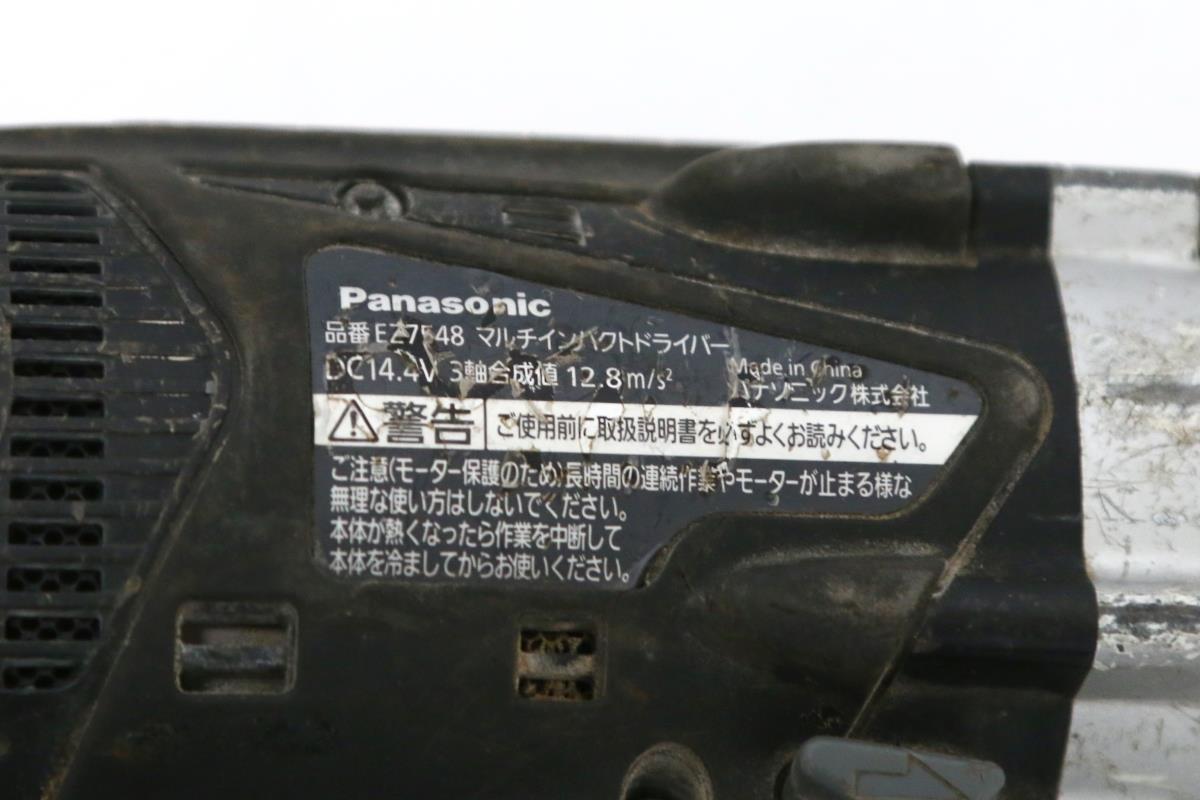 Panasonic
品番 EZ7548 マルチインパクトドライバー
DC14.4V 3軸合成値 12.8m/s²
Made in China
パナソニック株式会社
警告 ご使用前に取扱説明書を必ずよくお読みください。
ご注意(モーター保護のため)長時間の連続作業やモーターが止まる様な
無理な使い方はしないでください。
本体が熱くなったら作業を中断して
本体を冷ましてからお使いください。